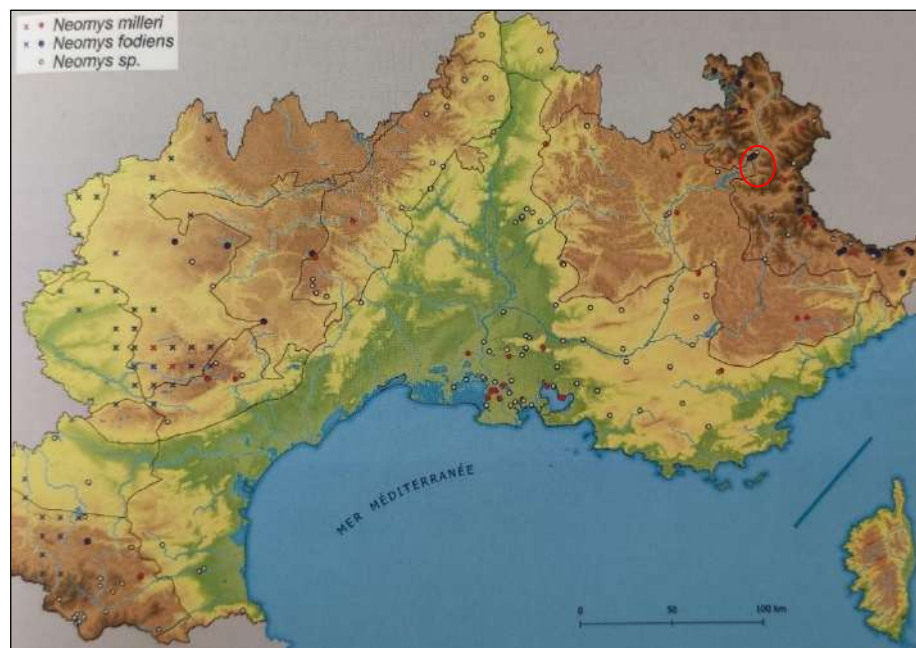 Neomys milleri
Neomys fodiens
Neomys sp.
MER MÉDITERRANÉE
0 50 100 km